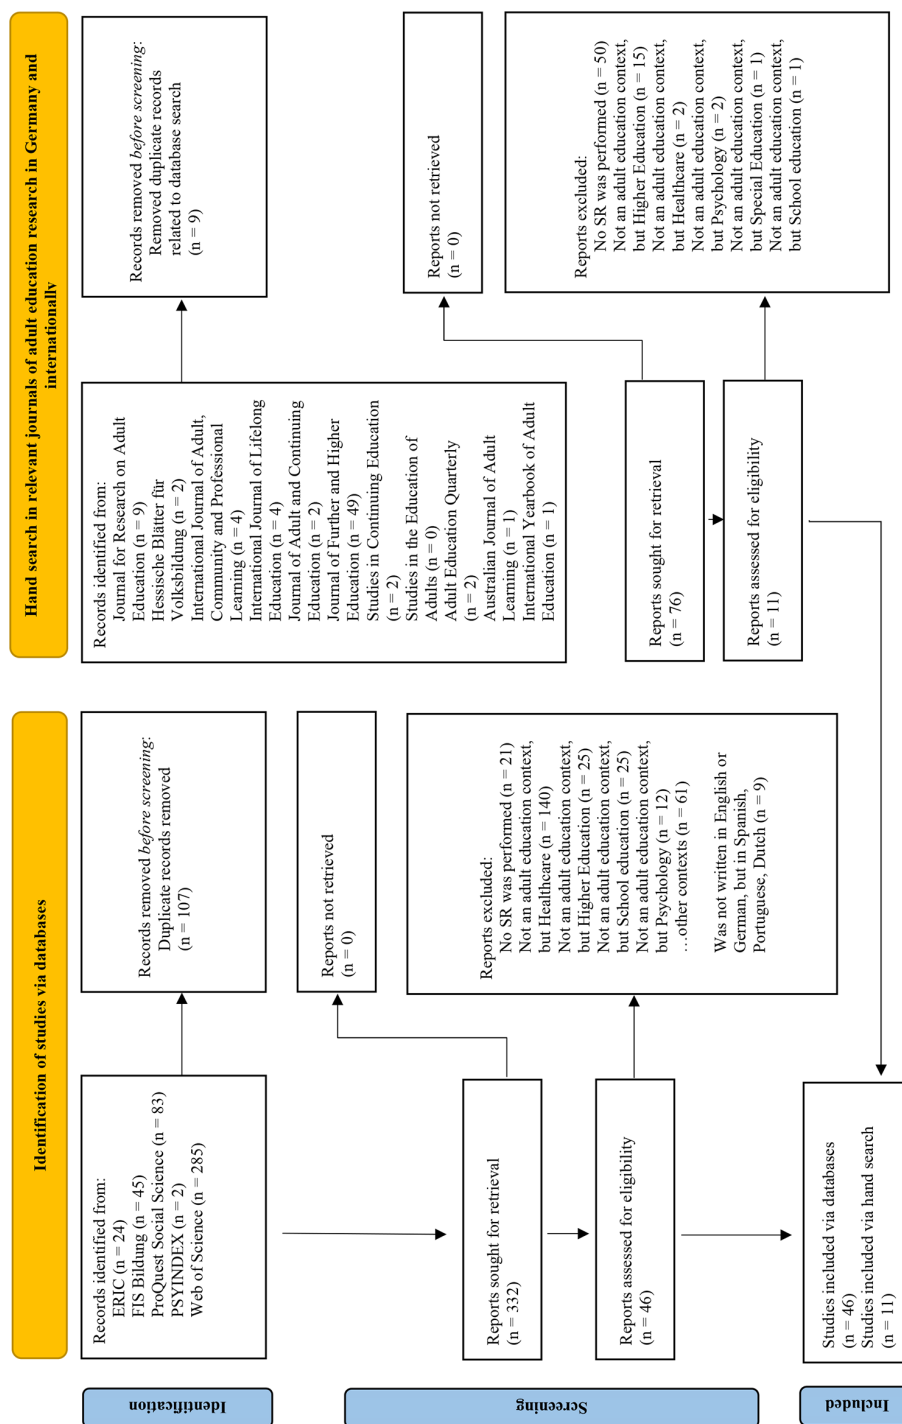 Identification of studies via databases
Hand search in relevant journals of adult education research in Germany and
internationally
Identification
Records identified from:
ERIC (n = 24)
FIS Bildung (n = 45)
ProQuest Social Science (n = 83)
PSYINDEX (n = 2)
Web of Science (n = 285)
Records removed before screening:
Duplicate records removed
(n = 107)
Records identified from:
Journal for Research on Adult
Education (n = 9)
Hessische Blätter für
Volksbildung (n = 2)
International Journal of Adult,
Community and Professional
Learning (n = 4)
International Journal of Lifelong
Education (n = 4)
Journal of Adult and Continuing
Education (n = 2)
Journal of Further and Higher
Education (n = 49)
Studies in Continuing Education
(n = 2)
Studies in the Education of
Adults (n = 0)
Adult Education Quarterly
(n = 2)
Australian Journal of Adult
Learning (n = 1)
International Yearbook of Adult
Education (n = 1)
Records removed before screening:
Removed duplicate records
related to database search
(n = 9)
Screening
Reports sought for retrieval
(n = 332)
Reports not retrieved
(n = 0)
Reports assessed for eligibility
(n = 46)
Reports excluded:
No SR was performed (n = 21)
Not an adult education context,
but Healthcare (n = 140)
Not an adult education context,
but Higher Education (n = 25)
Not an adult education context,
but School education (n = 25)
Not an adult education context,
but Psychology (n = 12)
…other contexts (n = 61)
Was not written in English or
German, but in Spanish,
Portuguese, Dutch (n = 9)
Reports sought for retrieval
(n = 76)
Reports not retrieved
(n = 0)
Reports assessed for eligibility
(n = 11)
Reports excluded:
No SR was performed (n = 50)
Not an adult education context,
but Higher Education (n = 15)
Not an adult education context,
but Healthcare (n = 2)
Not an adult education context,
but Psychology (n = 2)
Not an adult education context,
but Special Education (n = 1)
Not an adult education context,
but School education (n = 1)
Included
Studies included via databases
(n = 46)
Studies included via hand search
(n = 11)